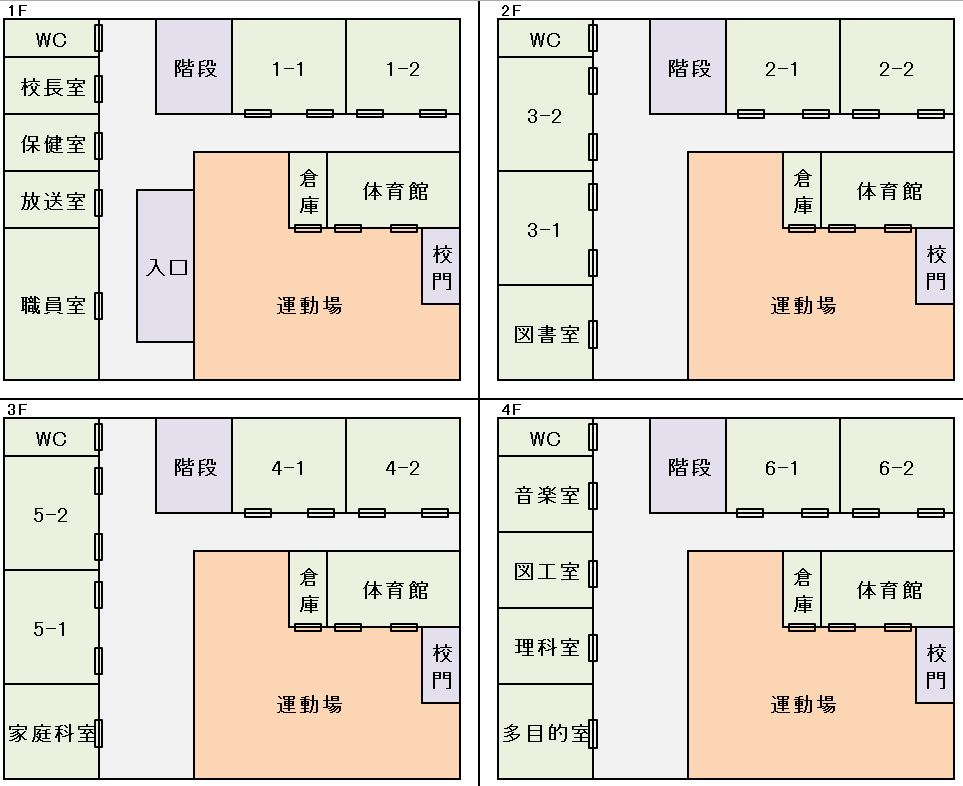 1F
WC
階段
1-1
1-2
校長室
保健室
放送室
職員室
入口
倉庫
体育館
校門
運動場
2F
WC
階段
2-1
2-2
3-2
3-1
図書室
倉庫
体育館
校門
運動場
3F
WC
階段
4-1
4-2
5-2
5-1
家庭科室
倉庫
体育館
校門
運動場
4F
WC
階段
6-1
6-2
音楽室
図工室
理科室
多目的室
倉庫
体育館
校門
運動場